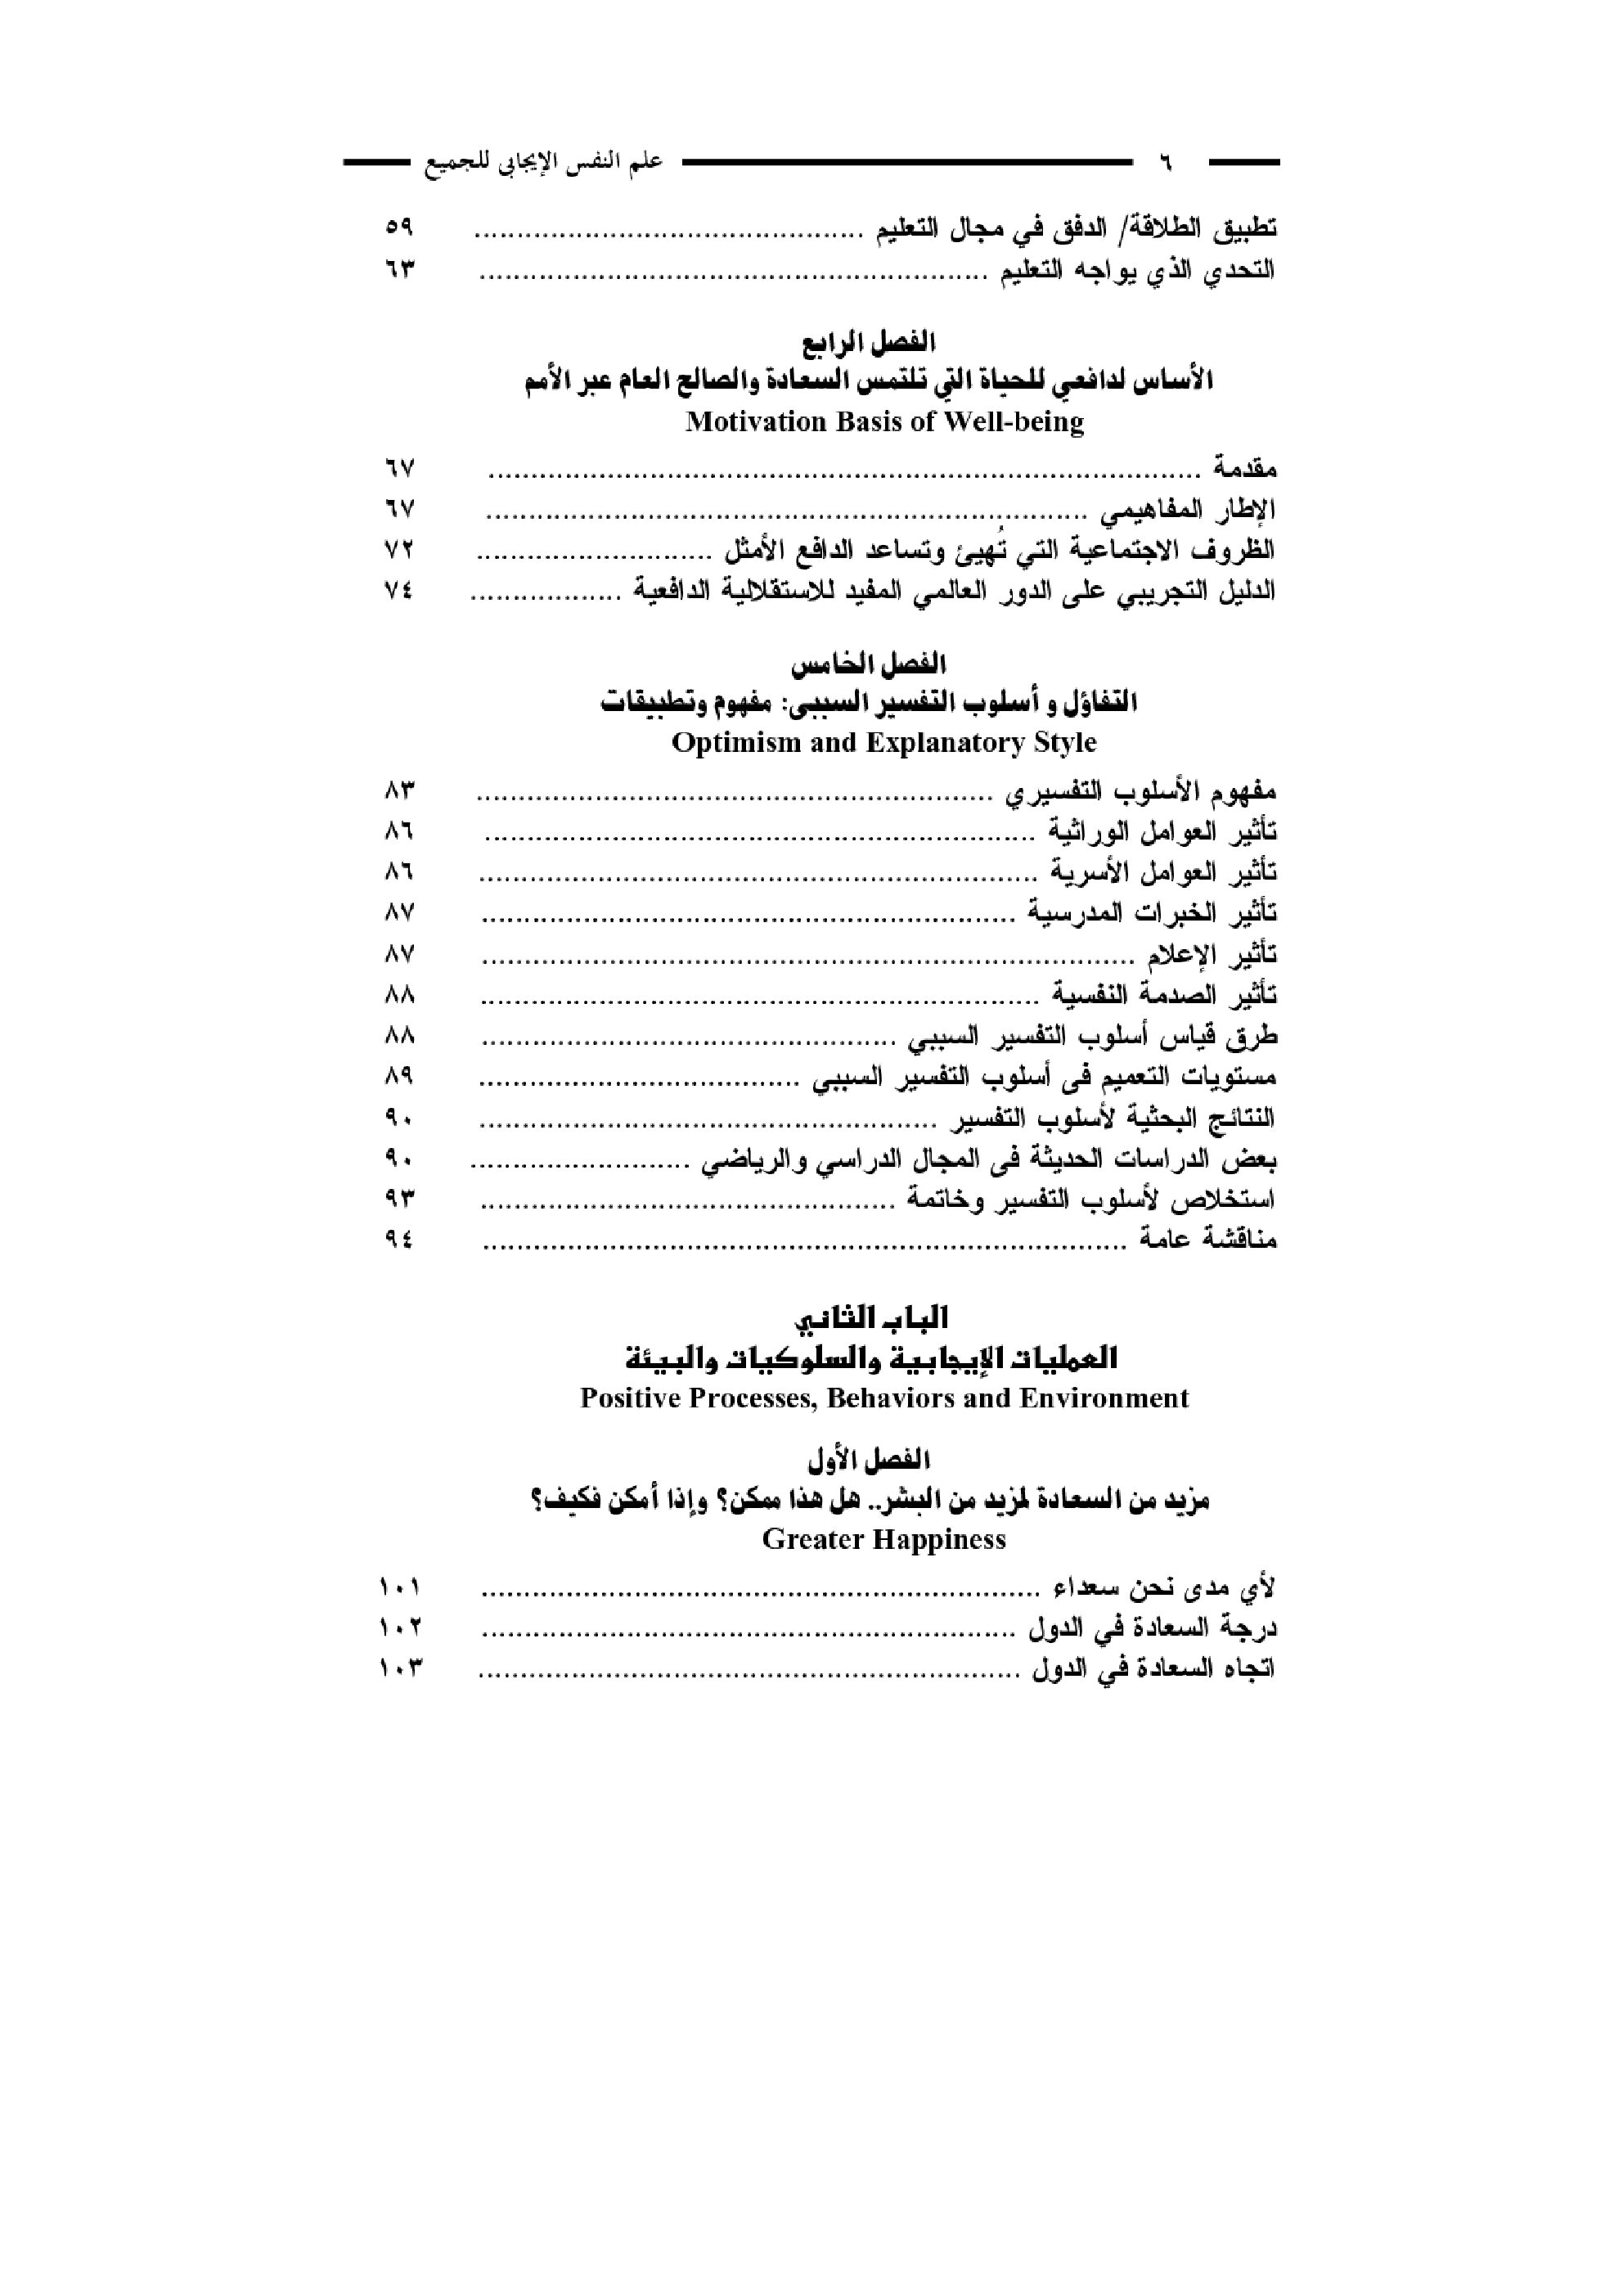 ٦ علم النفس الإيجابي للجميع
تطبيق الطلاقة/ الدفق في مجال التعليم ............................................... ٥٩
التحدي الذي يواجه التعليم ............................................................. ٦٣
الفصل الرابع
الأساس لدافعي للحياة التي تلتمس السعادة والصالح العام عبر الأمم
Motivation Basis of Well-being
مقدمة ..................................................................................... ٦٧
الإطار المفاهيمي ........................................................................ ٦٧
الظروف الاجتماعية التي تُهيئ وتساعد الدافع الأمثل ............................ ٧٢
الدليل التجريبي على الدور العالمي المفيد للاستقلالية الدافعية .................. ٧٤
الفصل الخامس
التفاؤل و أسلوب التفسير السببى: مفهوم وتطبيقات
Optimism and Explanatory Style
مفهوم الأسلوب التفسيري ............................................................. ٨٣
تأثير العوامل الوراثية .................................................................. ٨٦
تأثير العوامل الأسرية ................................................................... ٨٦
تأثير الخبرات المدرسية ................................................................ ٨٧
تأثير الإعلام .............................................................................. ٨٧
تأثير الصدمة النفسية ................................................................... ٨٨
طرق قياس أسلوب التفسير السببي ................................................. ٨٨
مستويات التعميم فى أسلوب التفسير السببي ...................................... ٨٩
النتائج البحثية لأسلوب التفسير ...................................................... ٩٠
بعض الدراسات الحديثة فى المجال الدراسي والرياضي .......................... ٩٠
استخلاص لأسلوب التفسير وخاتمة ................................................. ٩٣
مناقشة عامة ............................................................................. ٩٤
الباب الثاني
العمليات الإيجابية والسلوكيات والبيئة
Positive Processes, Behaviors and Environment
الفصل الأول
مزيد من السعادة لمزيد من البشر.. هل هذا ممكن؟ وإذا أمكن فكيف؟
Greater Happiness
لأي مدى نحن سعداء ................................................................... ١٠١
درجة السعادة في الدول ................................................................ ١٠٢
اتجاه السعادة في الدول ................................................................ ١٠٣